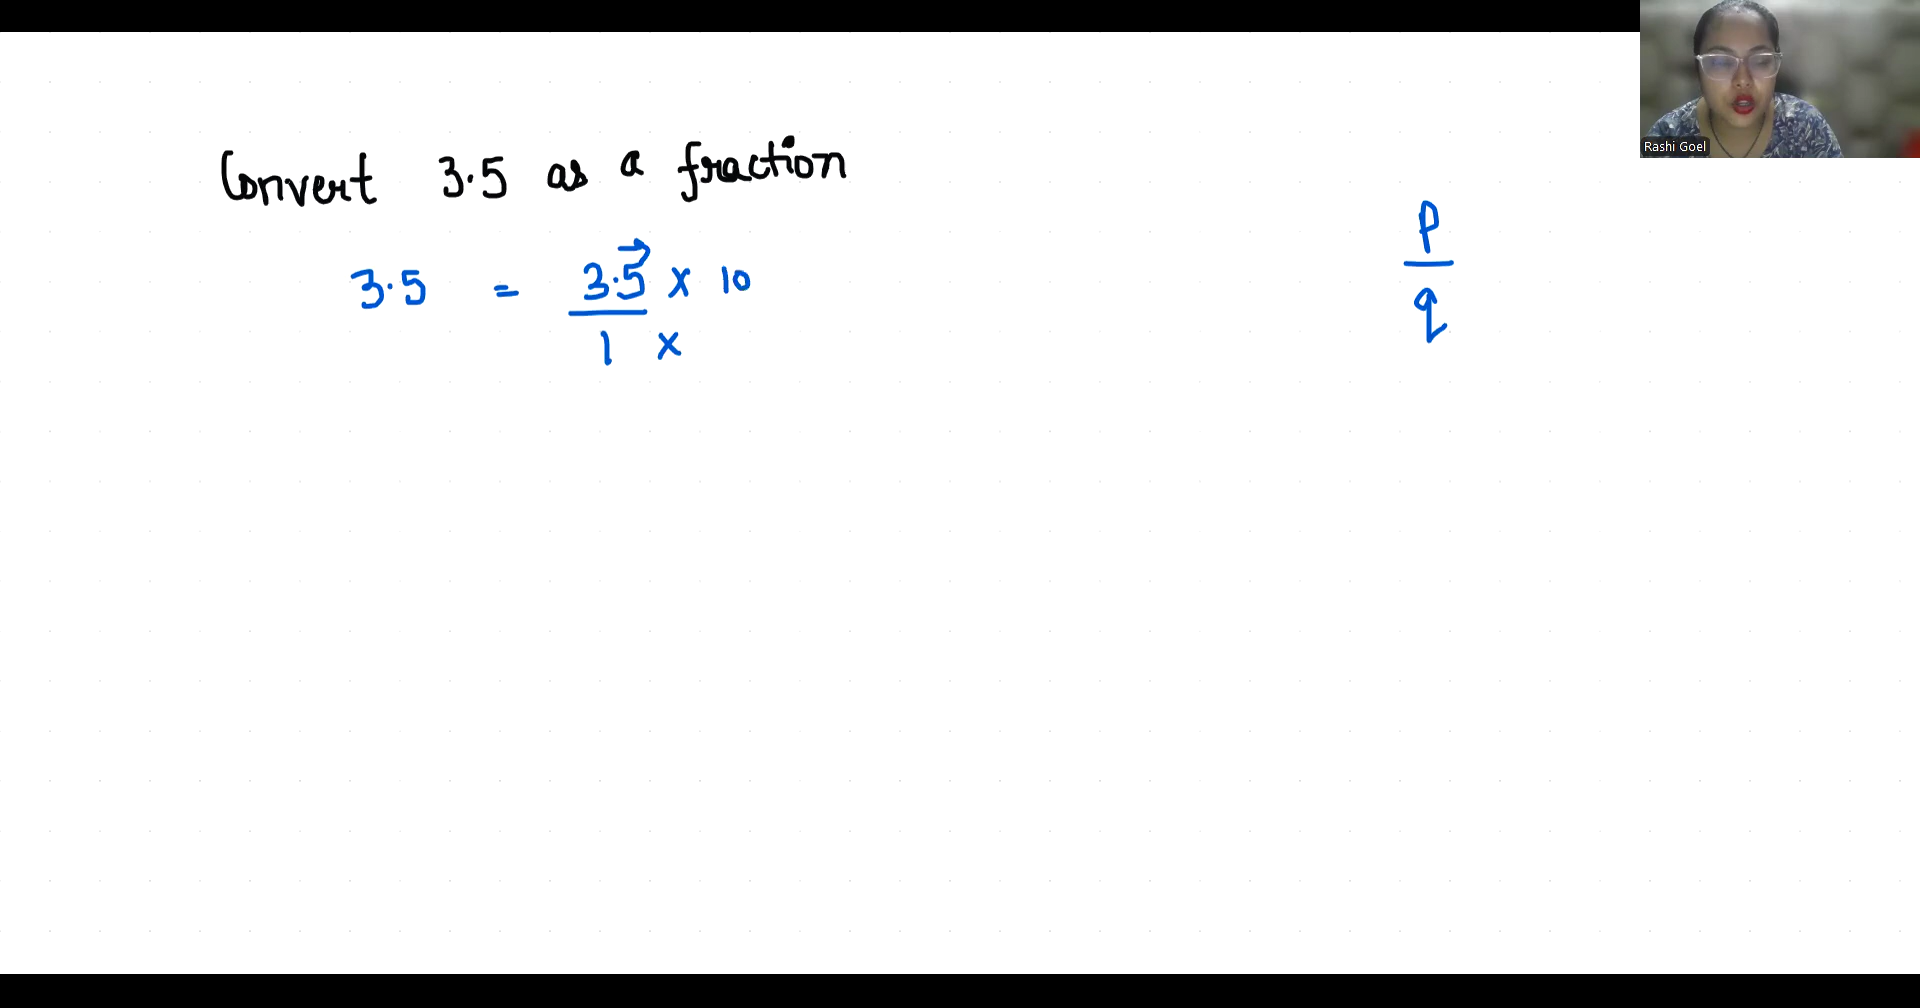 Convert 3.5 as a fraction
3.5 = 3.5 x 10
1 x
p
q
Rashi Goel